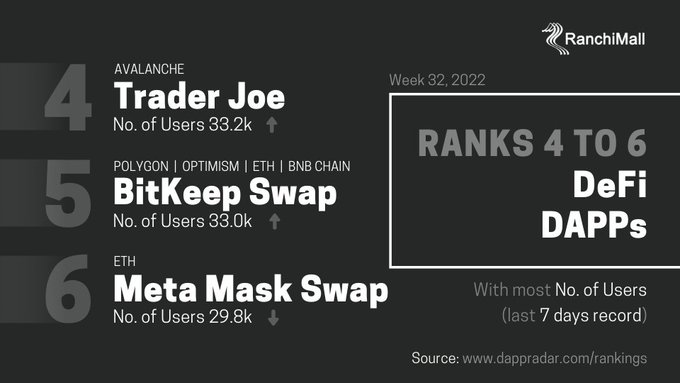 RanchiMall
4
AVALANCHE
Trader Joe
No. of Users 33.2k
5
POLYGON | OPTIMISM | ETH | BNB CHAIN
BitKeep Swap
No. of Users 33.0k
6
ETH
Meta Mask Swap
No. of Users 29.8k
Week 32, 2022
RANKS 4 TO 6
DeFi
DAPPs
With most No. of Users
(last 7 days record)
Source: www.dappradar.com/rankings